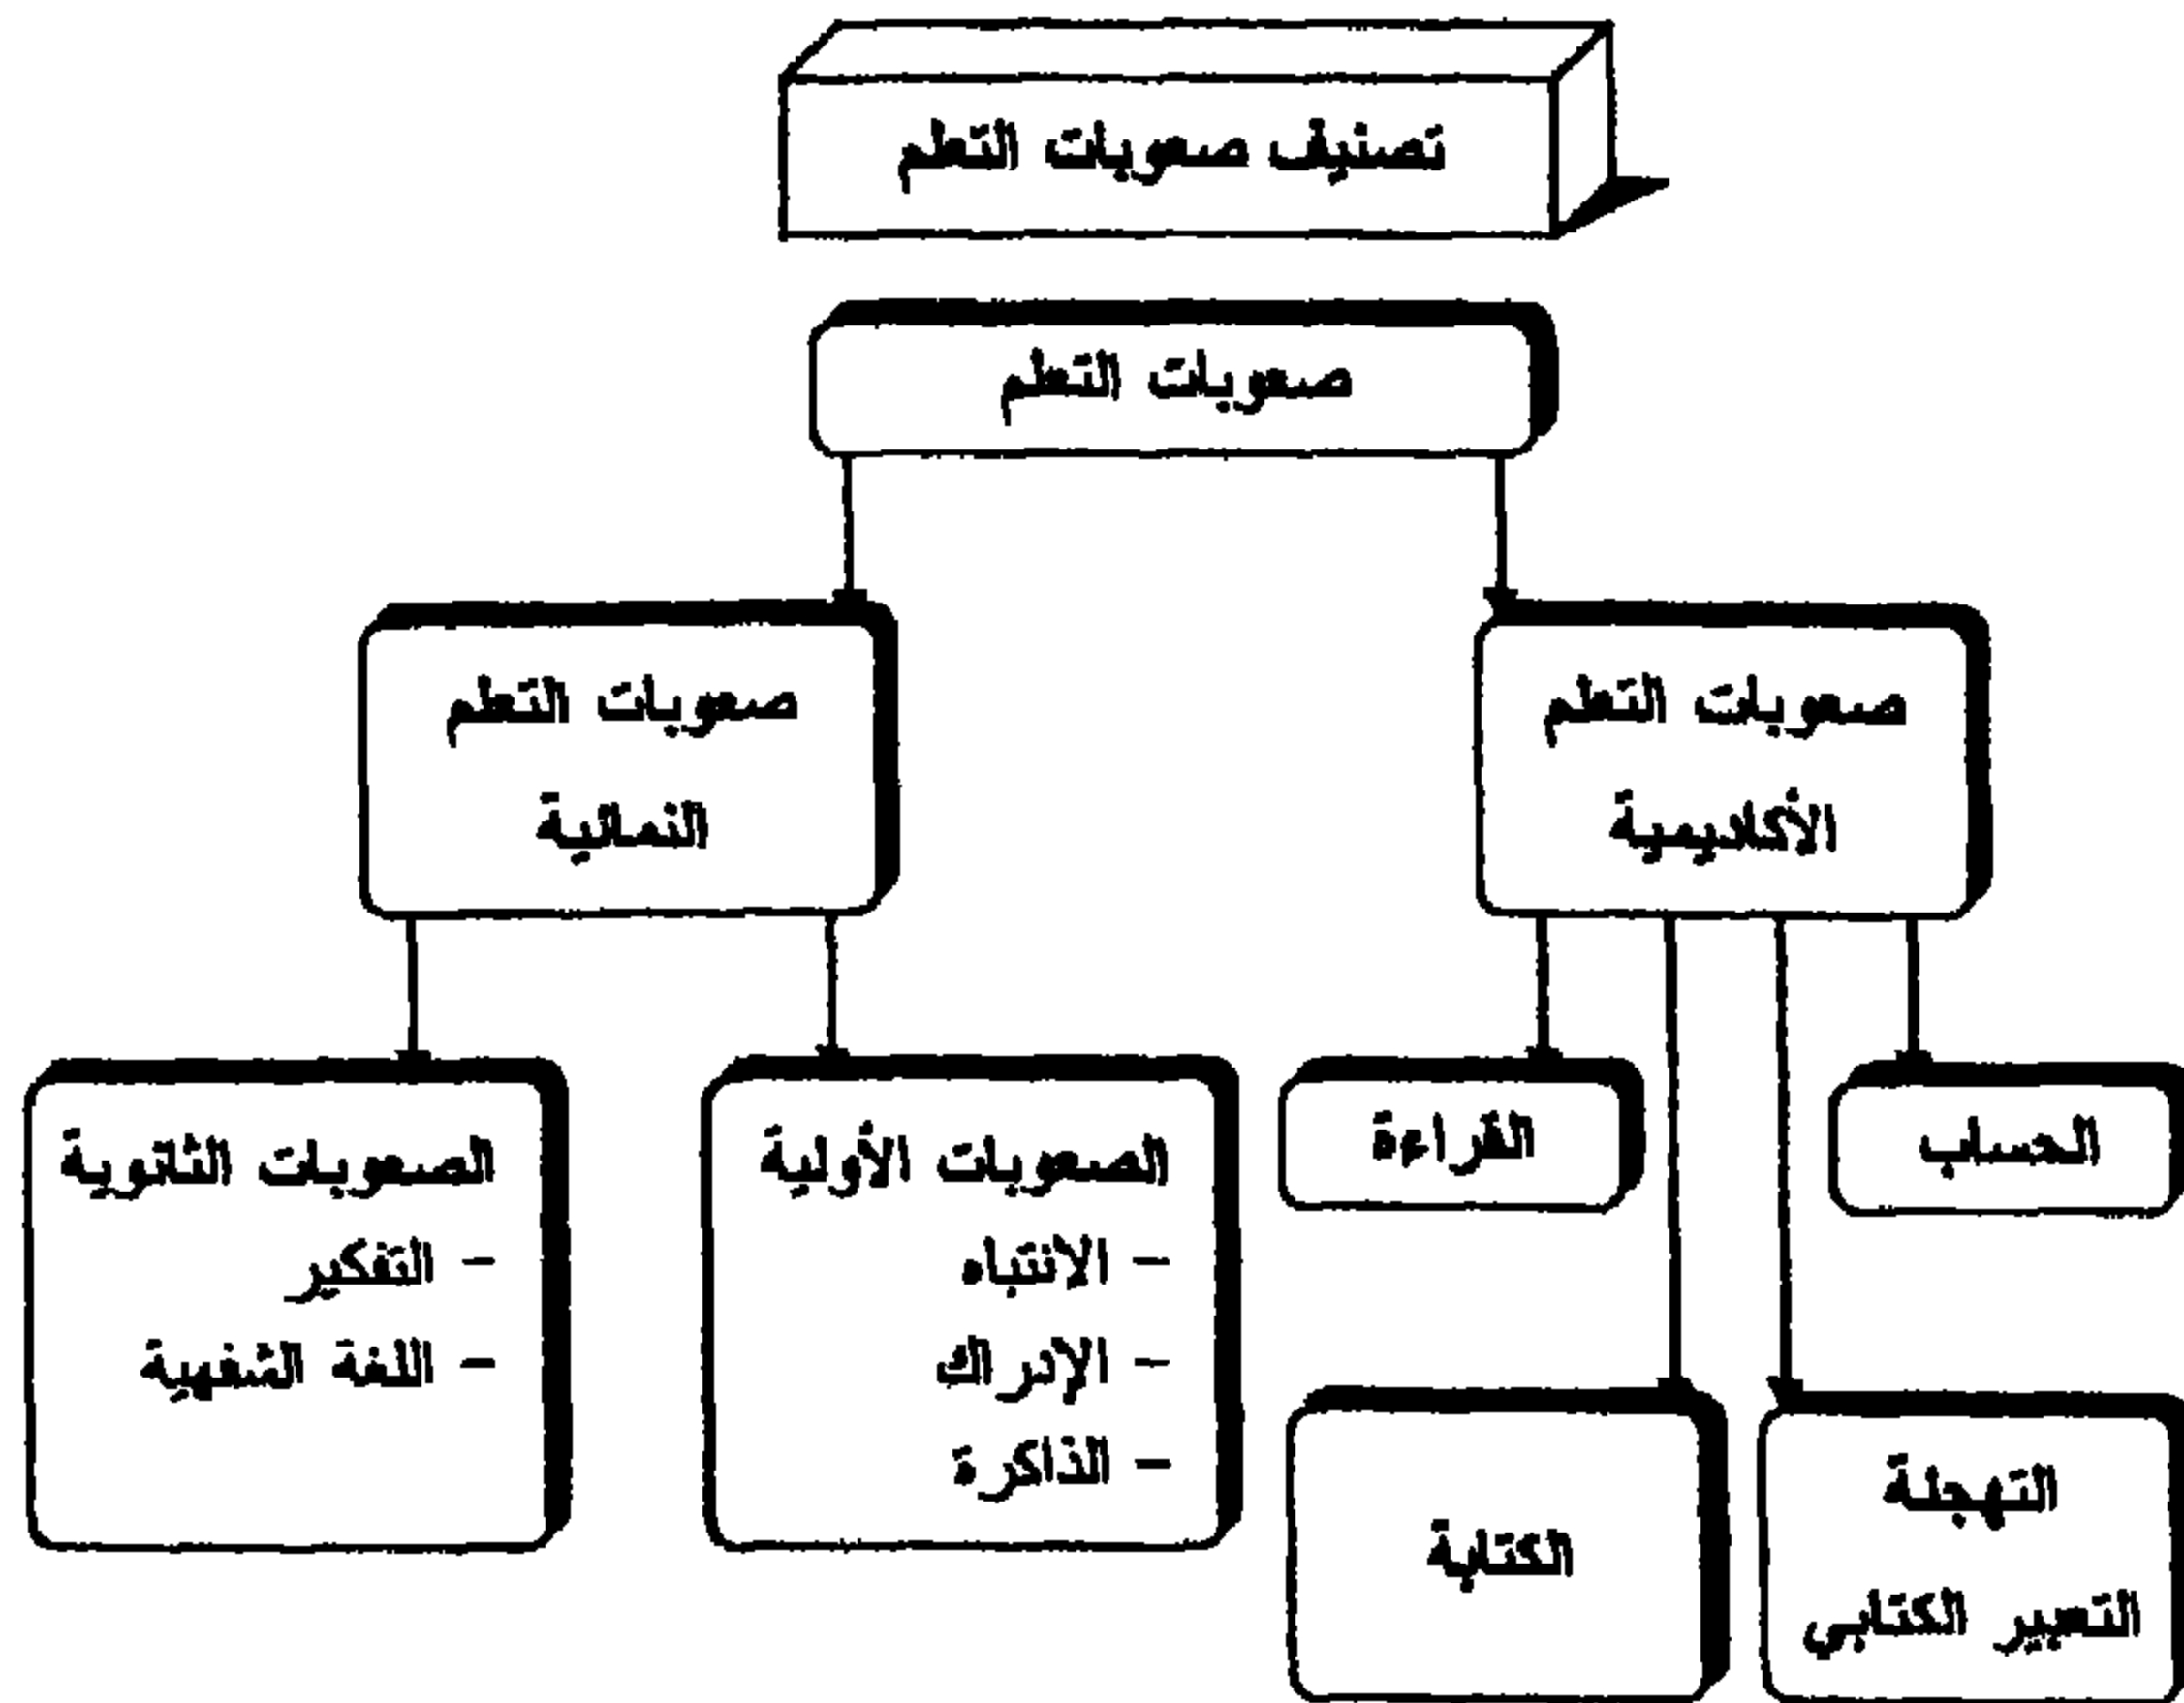 تصنيف صعوبات التعلم
صعوبات التعلم
صعوبات التعلم
الأكاديمية
صعوبات التعلم
النمائية
الحساب
القراءة
الصعوبات الأولية
- الانتباه
- الإدراك
- الذاكرة
الصعوبات الثانوية
- التفكير
- اللغة الشفهية
التهجئة
التعبير الكتابي
الكتابة